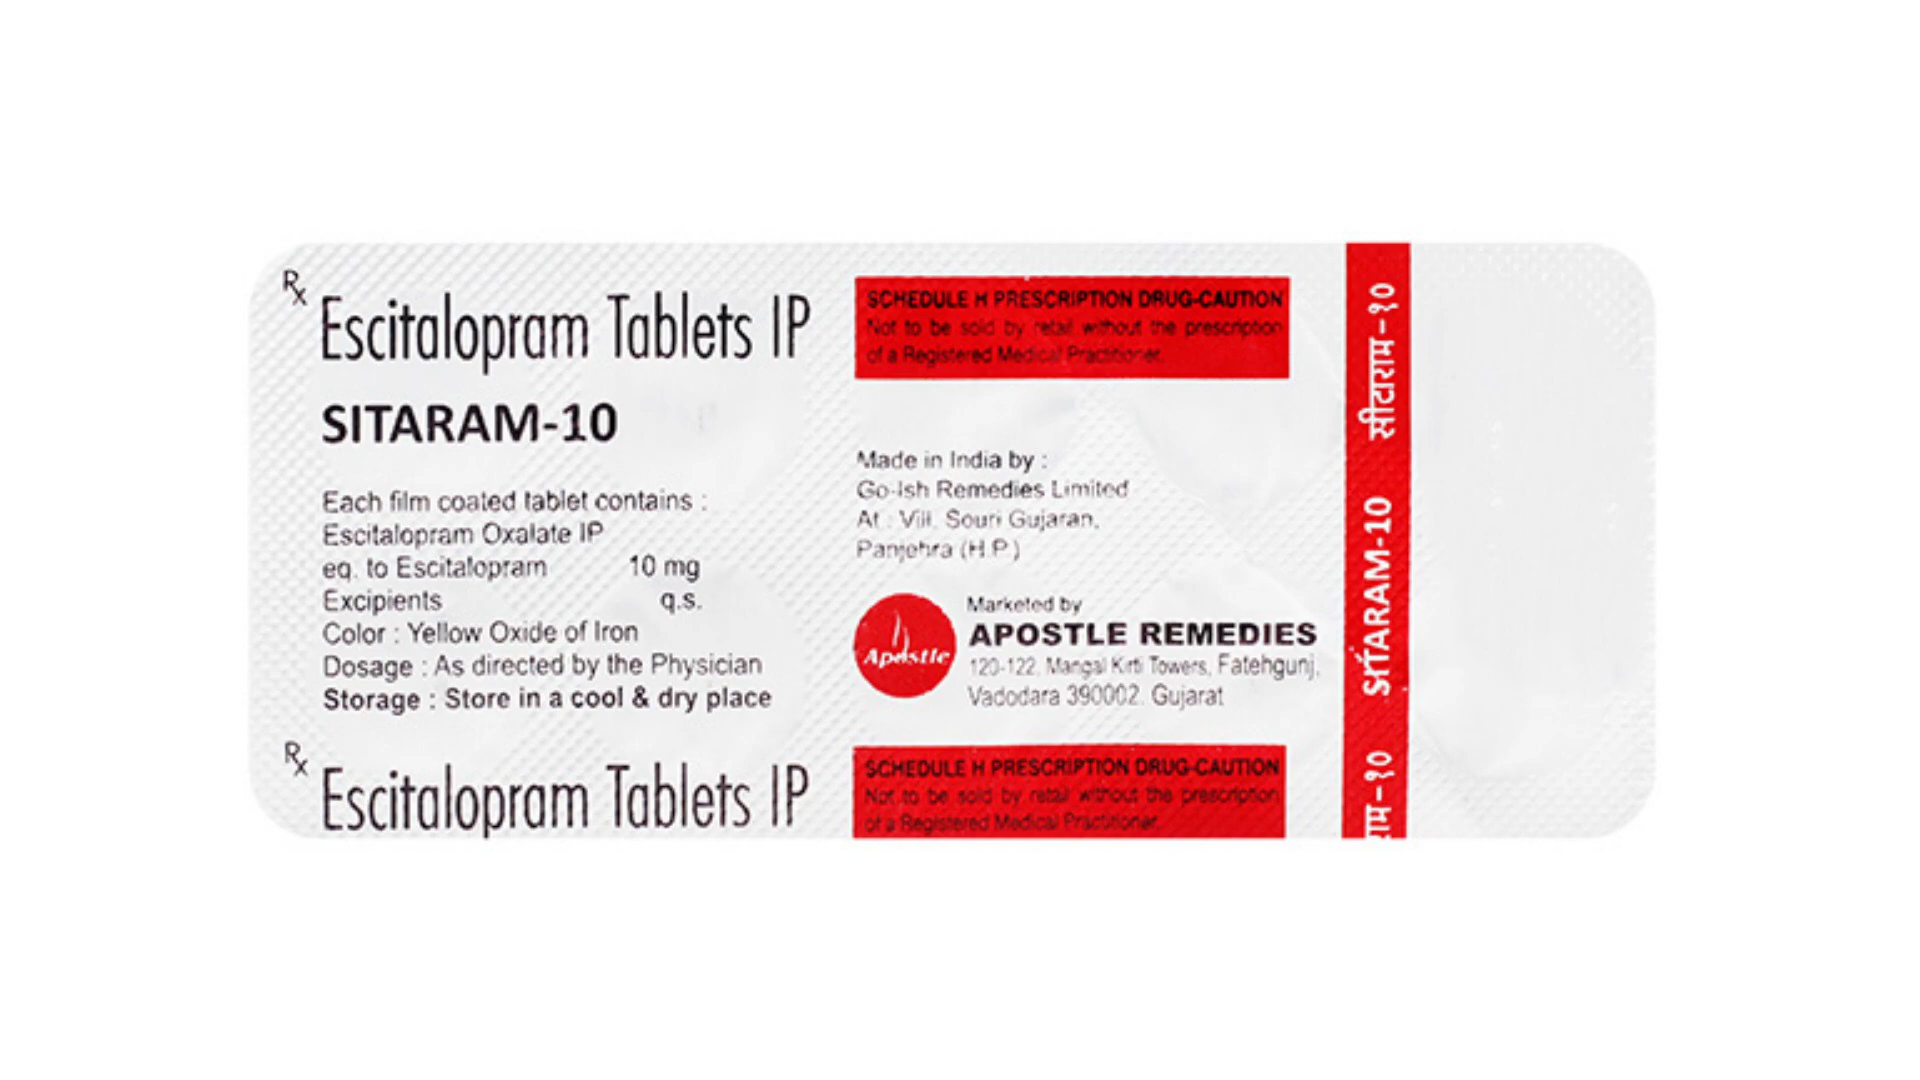 Rx
Escitalopram Tablets IP
SITARAM-10
Each film coated tablet contains :
Escitalopram Oxalate IP
eq. to Escitalopram 10 mg
Excipients q.s.
Color : Yellow Oxide of Iron
Dosage : As directed by the Physician
Storage : Store in a cool & dry place
Rx
Escitalopram Tablets IP
SCHEDULE H PRESCRIPTION DRUG-CAUTION
Not to be sold by retail without the prescription
of a Registered Medical Practitioner.
Made in India by :
Go-Ish Remedies Limited
At : Vill. Souri Gujaran,
Panjehra (H.P.)
Apostle
Marketed by
APOSTLE REMEDIES
120-122, Mangal Kirti Towers, Fatehgunj,
Vadodara 390002. Gujarat
SCHEDULE H PRESCRIPTION DRUG-CAUTION
Not to be sold by retail without the prescription
of a Registered Medical Practitioner.
राम-१० SITARAM-10 सीटाराम-१०